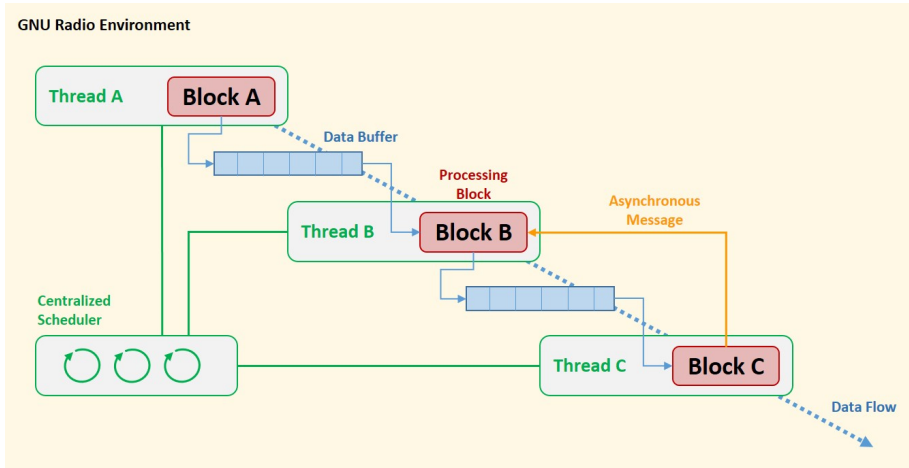 GNU Radio Environment
Thread A
Block A
Data Buffer
Processing
Block
Asynchronous
Message
Thread B
Block B
Centralized
Scheduler
Thread C
Block C
Data Flow